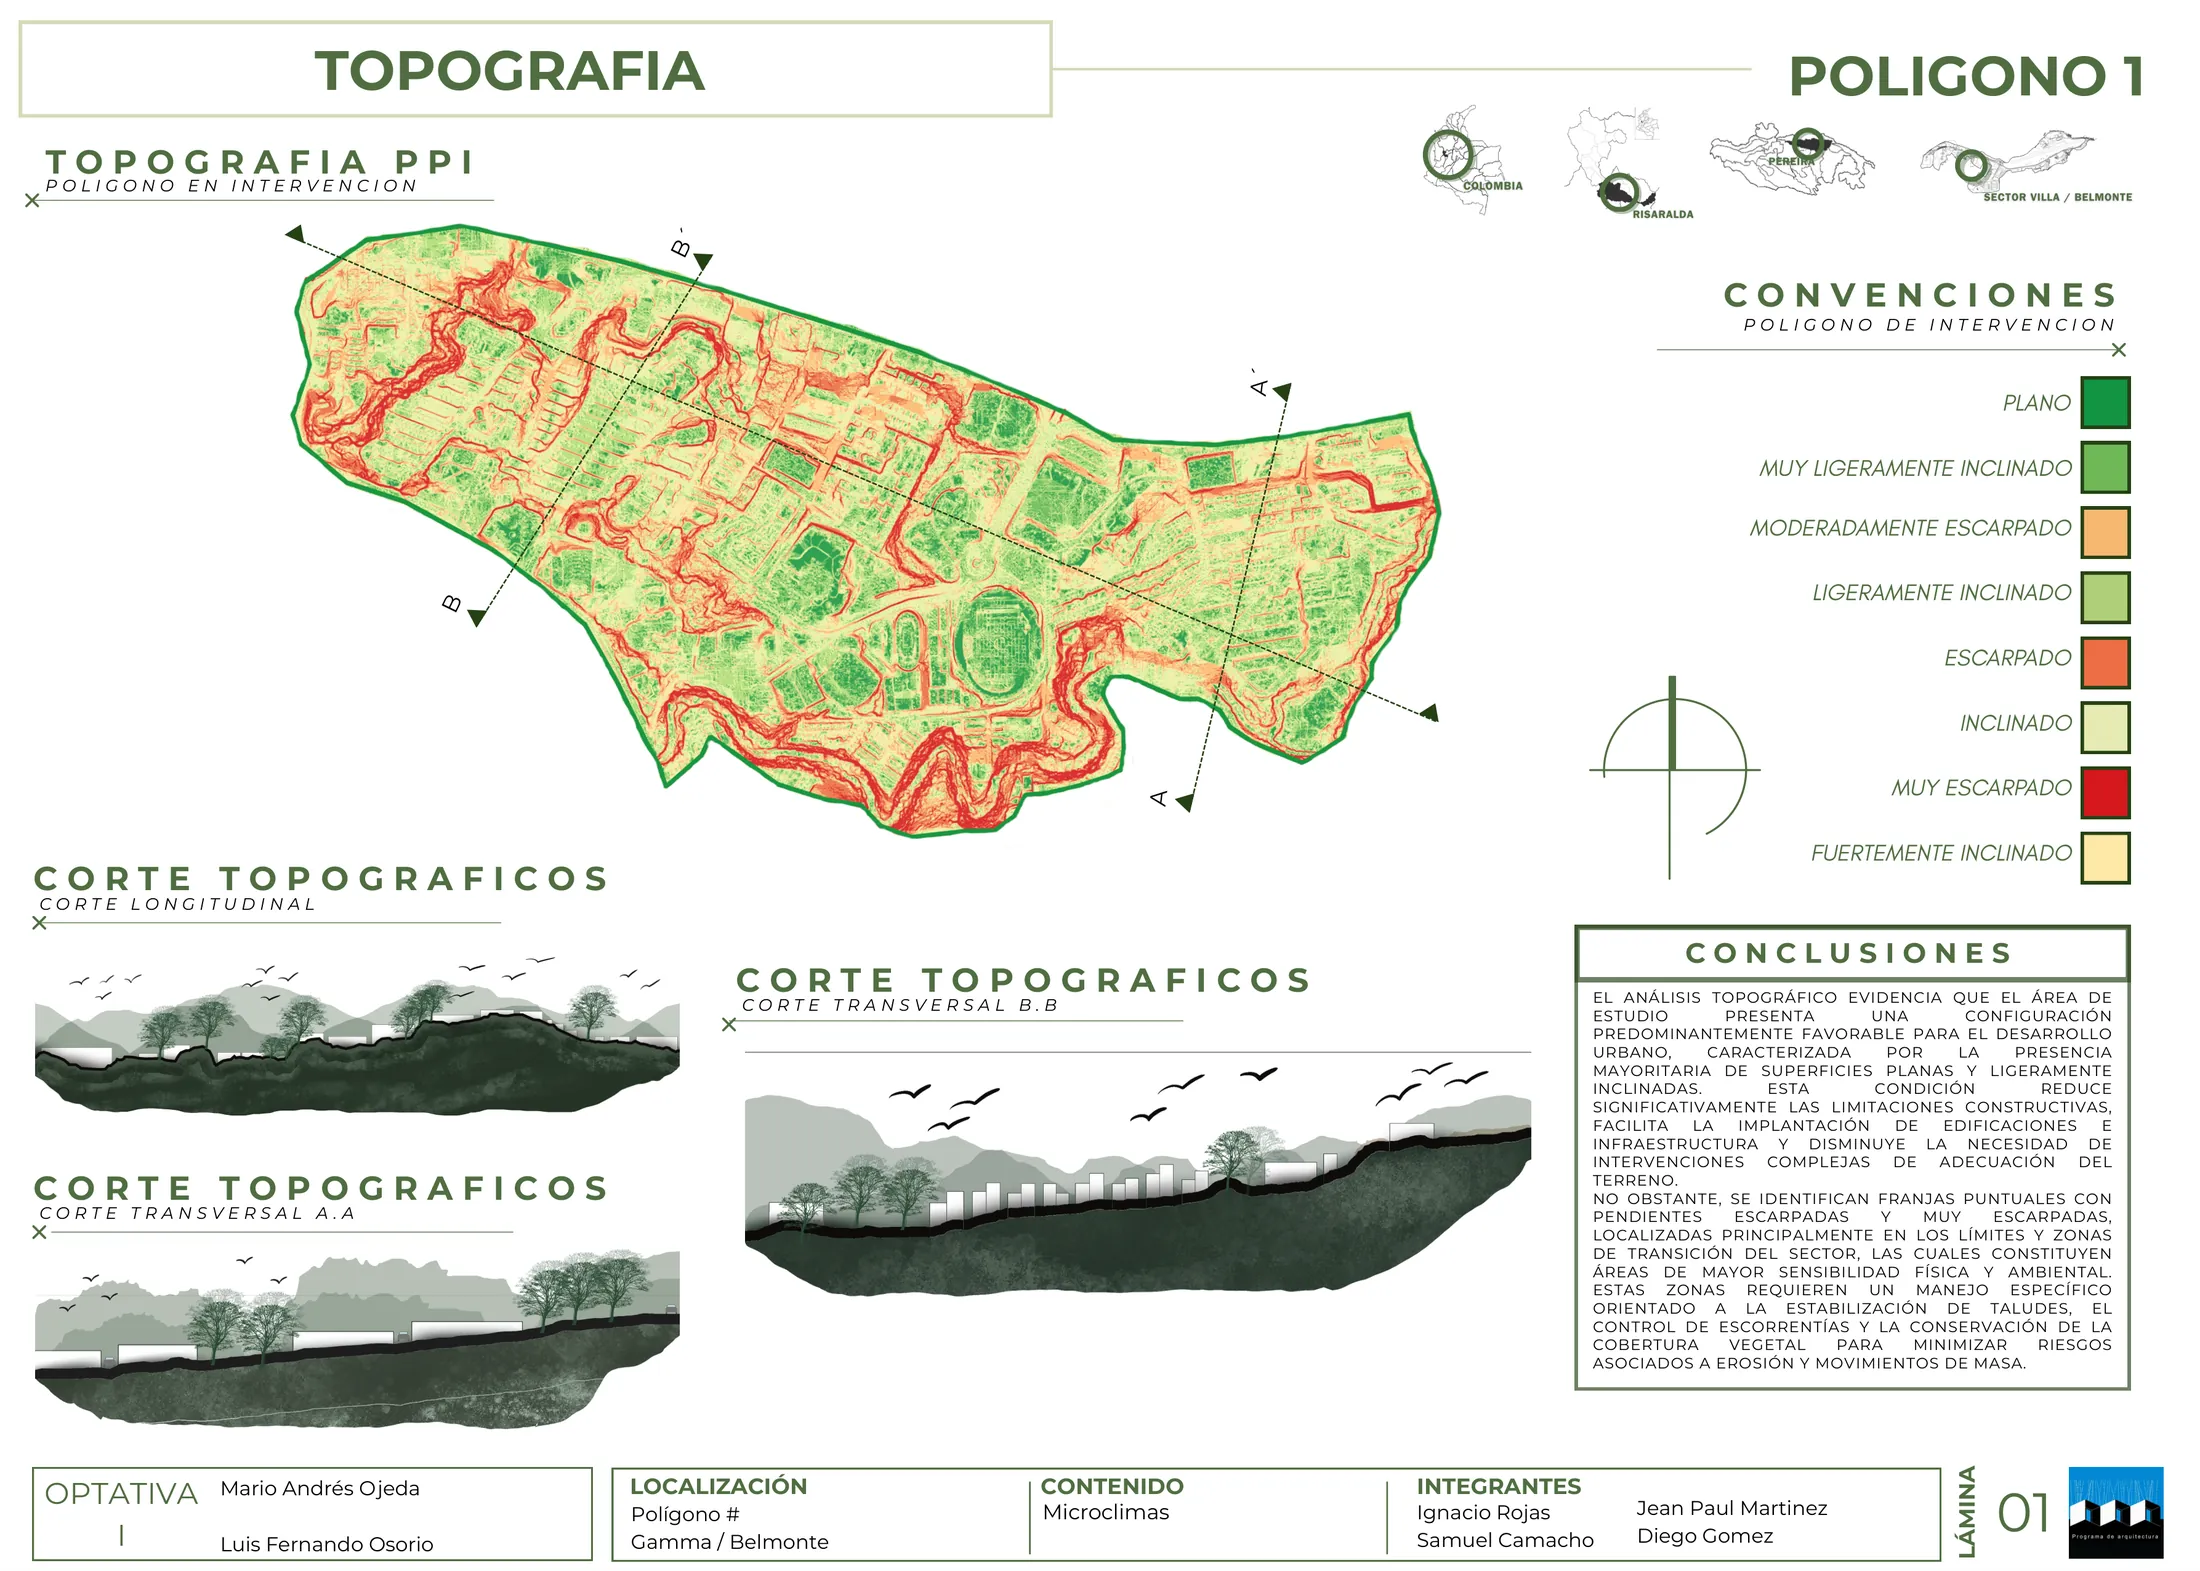 TOPOGRAFIA
POLIGONO 1
COLOMBIA
RISARALDA
PEREIRA
SECTOR VILLA / BELMONTE
TOPOGRAFIA PPI
POLIGONO EN INTERVENCION
B´
A´
B
A
CONVENCIONES
POLIGONO DE INTERVENCION
PLANO
MUY LIGERAMENTE INCLINADO
MODERADAMENTE ESCARPADO
LIGERAMENTE INCLINADO
ESCARPADO
INCLINADO
MUY ESCARPADO
FUERTEMENTE INCLINADO
CORTE TOPOGRAFICOS
CORTE LONGITUDINAL
CORTE TOPOGRAFICOS
CORTE TRANSVERSAL B.B
CORTE TOPOGRAFICOS
CORTE TRANSVERSAL A.A
CONCLUSIONES
EL ANÁLISIS TOPOGRÁFICO EVIDENCIA QUE EL ÁREA DE
ESTUDIO PRESENTA UNA CONFIGURACIÓN
PREDOMINANTEMENTE FAVORABLE PARA EL DESARROLLO
URBANO, CARACTERIZADA POR LA PRESENCIA
MAYORITARIA DE SUPERFICIES PLANAS Y LIGERAMENTE
INCLINADAS. ESTA CONDICIÓN REDUCE
SIGNIFICATIVAMENTE LAS LIMITACIONES CONSTRUCTIVAS,
FACILITA LA IMPLANTACIÓN DE EDIFICACIONES E
INFRAESTRUCTURA Y DISMINUYE LA NECESIDAD DE
INTERVENCIONES COMPLEJAS DE ADECUACIÓN DEL
TERRENO.
NO OBSTANTE, SE IDENTIFICAN FRANJAS PUNTUALES CON
PENDIENTES ESCARPADAS Y MUY ESCARPADAS,
LOCALIZADAS PRINCIPALMENTE EN LOS LÍMITES Y ZONAS
DE TRANSICIÓN DEL SECTOR, LAS CUALES CONSTITUYEN
ÁREAS DE MAYOR SENSIBILIDAD FÍSICA Y AMBIENTAL.
ESTAS ZONAS REQUIEREN UN MANEJO ESPECÍFICO
ORIENTADO A LA ESTABILIZACIÓN DE TALUDES, EL
CONTROL DE ESCORRENTÍAS Y LA CONSERVACIÓN DE LA
COBERTURA VEGETAL PARA MINIMIZAR RIESGOS
ASOCIADOS A EROSIÓN Y MOVIMIENTOS DE MASA.
OPTATIVA
I
Mario Andrés Ojeda
Luis Fernando Osorio
LOCALIZACIÓN
Polígono #
Gamma / Belmonte
CONTENIDO
Microclimas
INTEGRANTES
Ignacio Rojas
Samuel Camacho
Jean Paul Martinez
Diego Gomez
LÁMINA
01
Programa de arquitectura